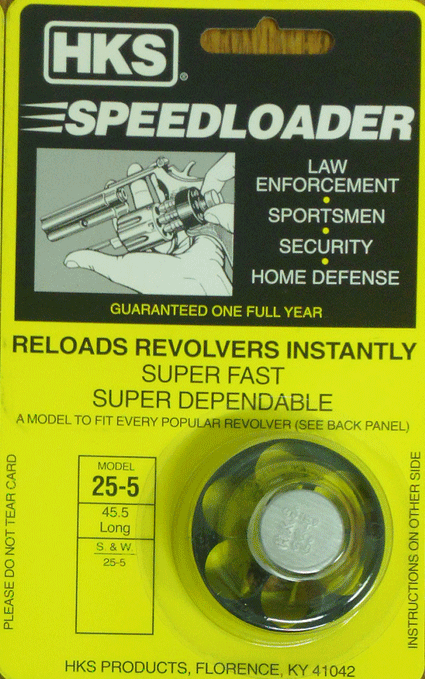 HKS®
SPEEDLOADER
LAW
ENFORCEMENT
•
SPORTSMEN
•
SECURITY
•
HOME DEFENSE
GUARANTEED ONE FULL YEAR
RELOADS REVOLVERS INSTANTLY
SUPER FAST
SUPER DEPENDABLE
A MODEL TO FIT EVERY POPULAR REVOLVER (SEE BACK PANEL)
PLEASE DO NOT TEAR CARD
MODEL
25-5
45.5
Long
S. & W.
25-5
INSTRUCTIONS ON OTHER SIDE
HKS PRODUCTS, FLORENCE, KY 41042